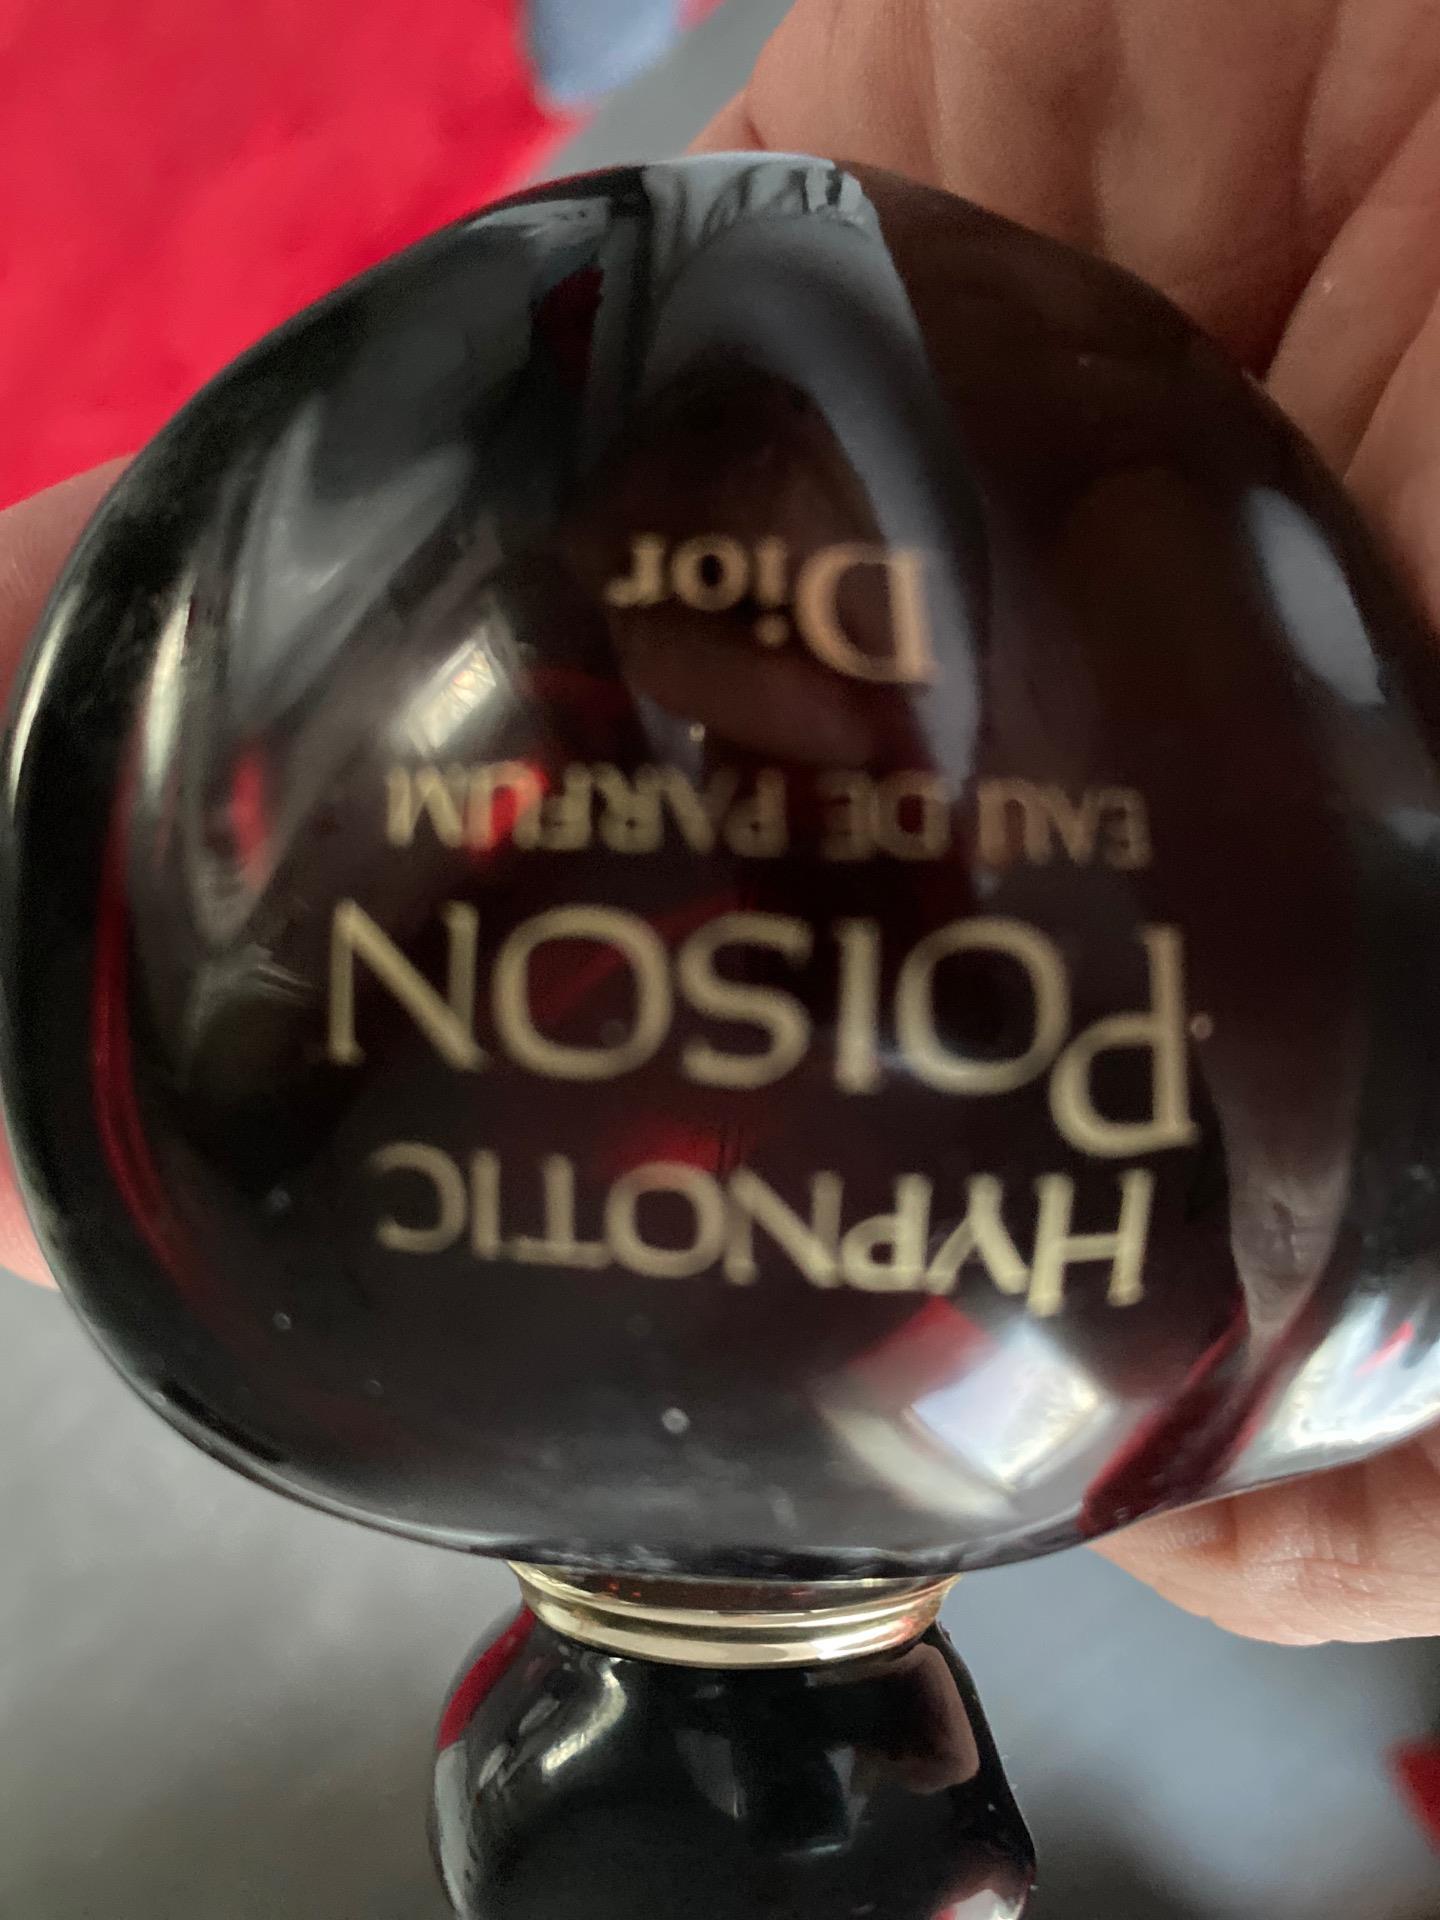 HYPNOTIC
POISON
EAU DE PARFUM
Dior